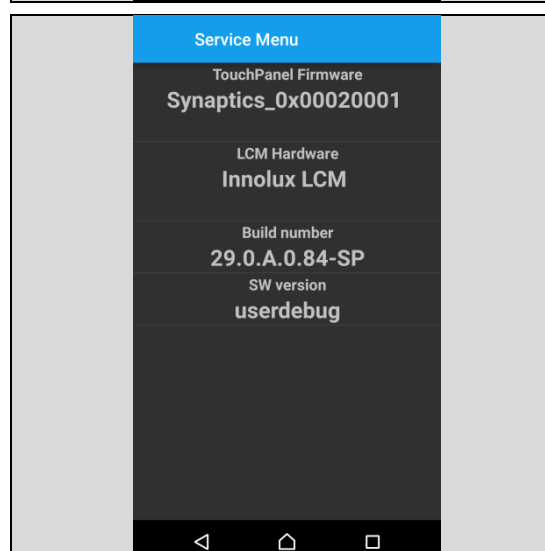 Service Menu
TouchPanel Firmware
Synaptics_0x00020001
LCM Hardware
Innolux LCM
Build number
29.0.A.0.84-SP
SW version
userdebug